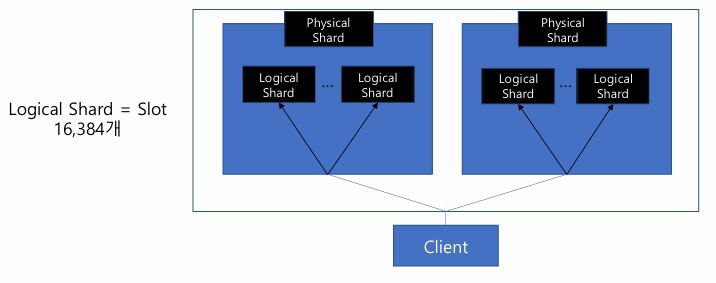 Physical
Shard
Physical
Shard
Logical
Shard
...
Logical
Shard
Logical
Shard
...
Logical
Shard
Logical Shard = Slot
16,384개
Client